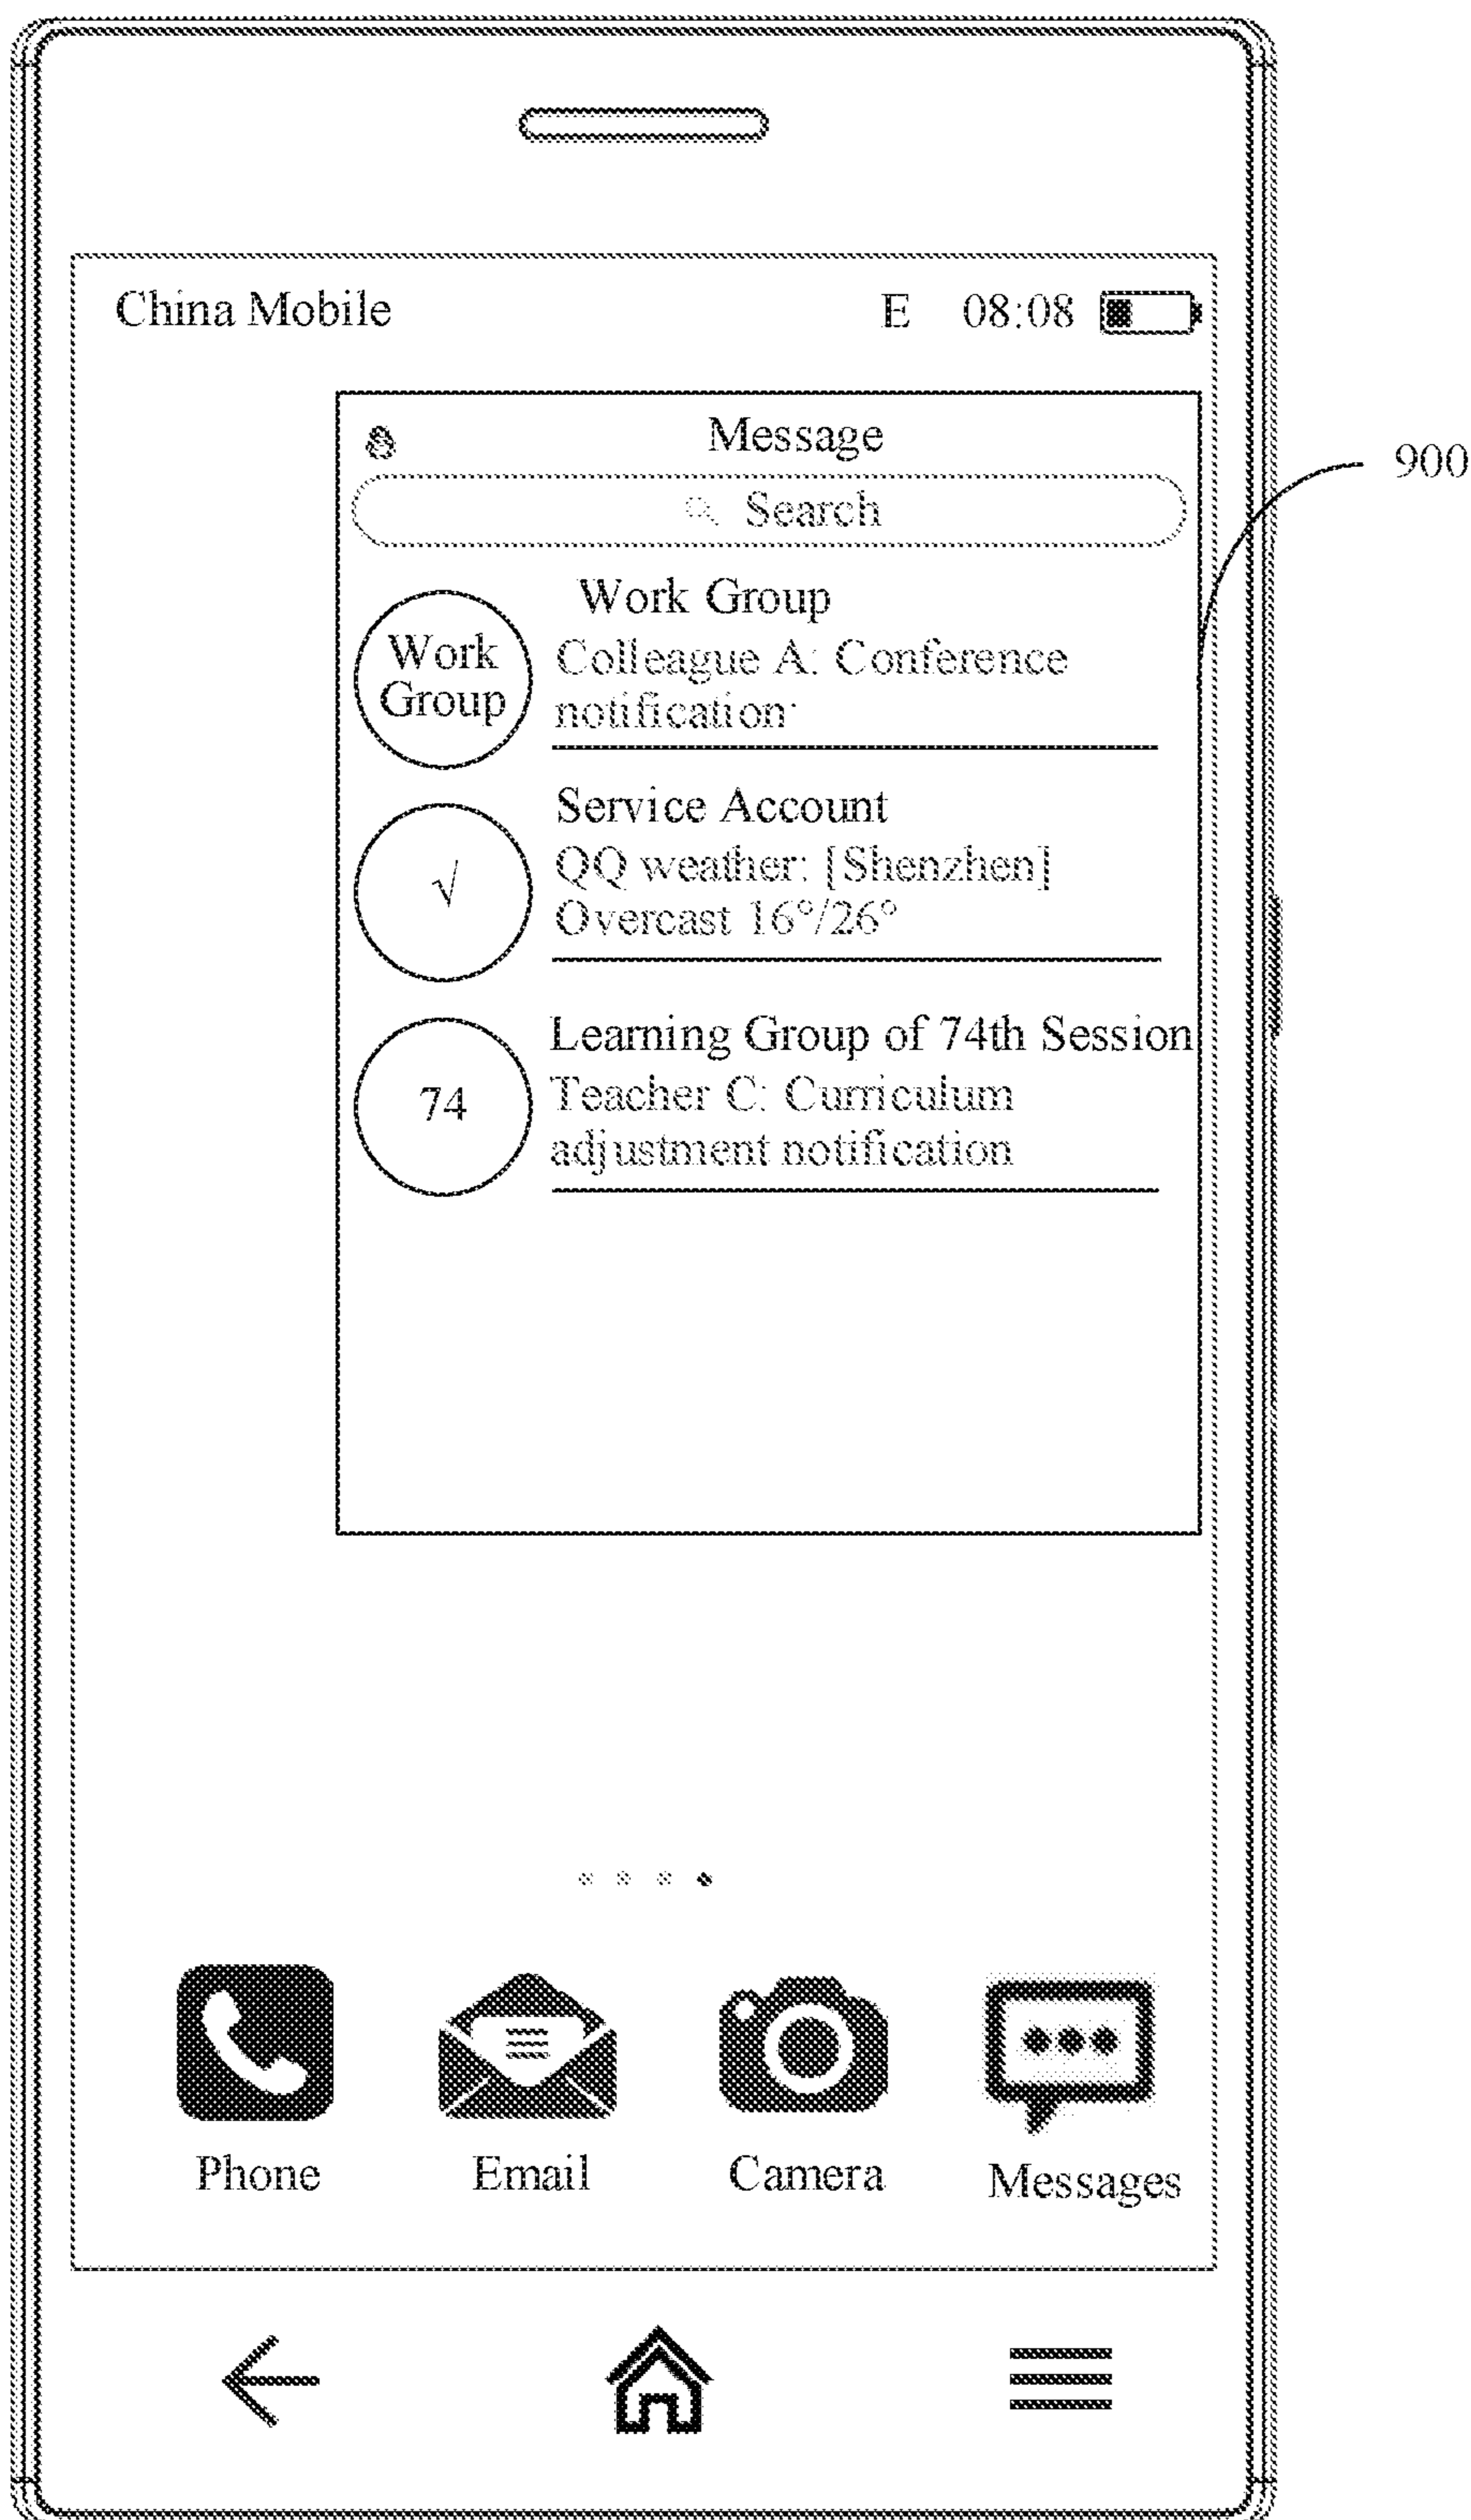 China Mobile E 08:08
Message
900
Search
Work Group
Work
Group
Colleague A: Conference
notification
Service Account
√
QQ weather: [Shenzhen]
Overcast 16°/26°
Learning Group of 74th Session
74
Teacher C: Curriculum
adjustment notification
Phone Email Camera Messages